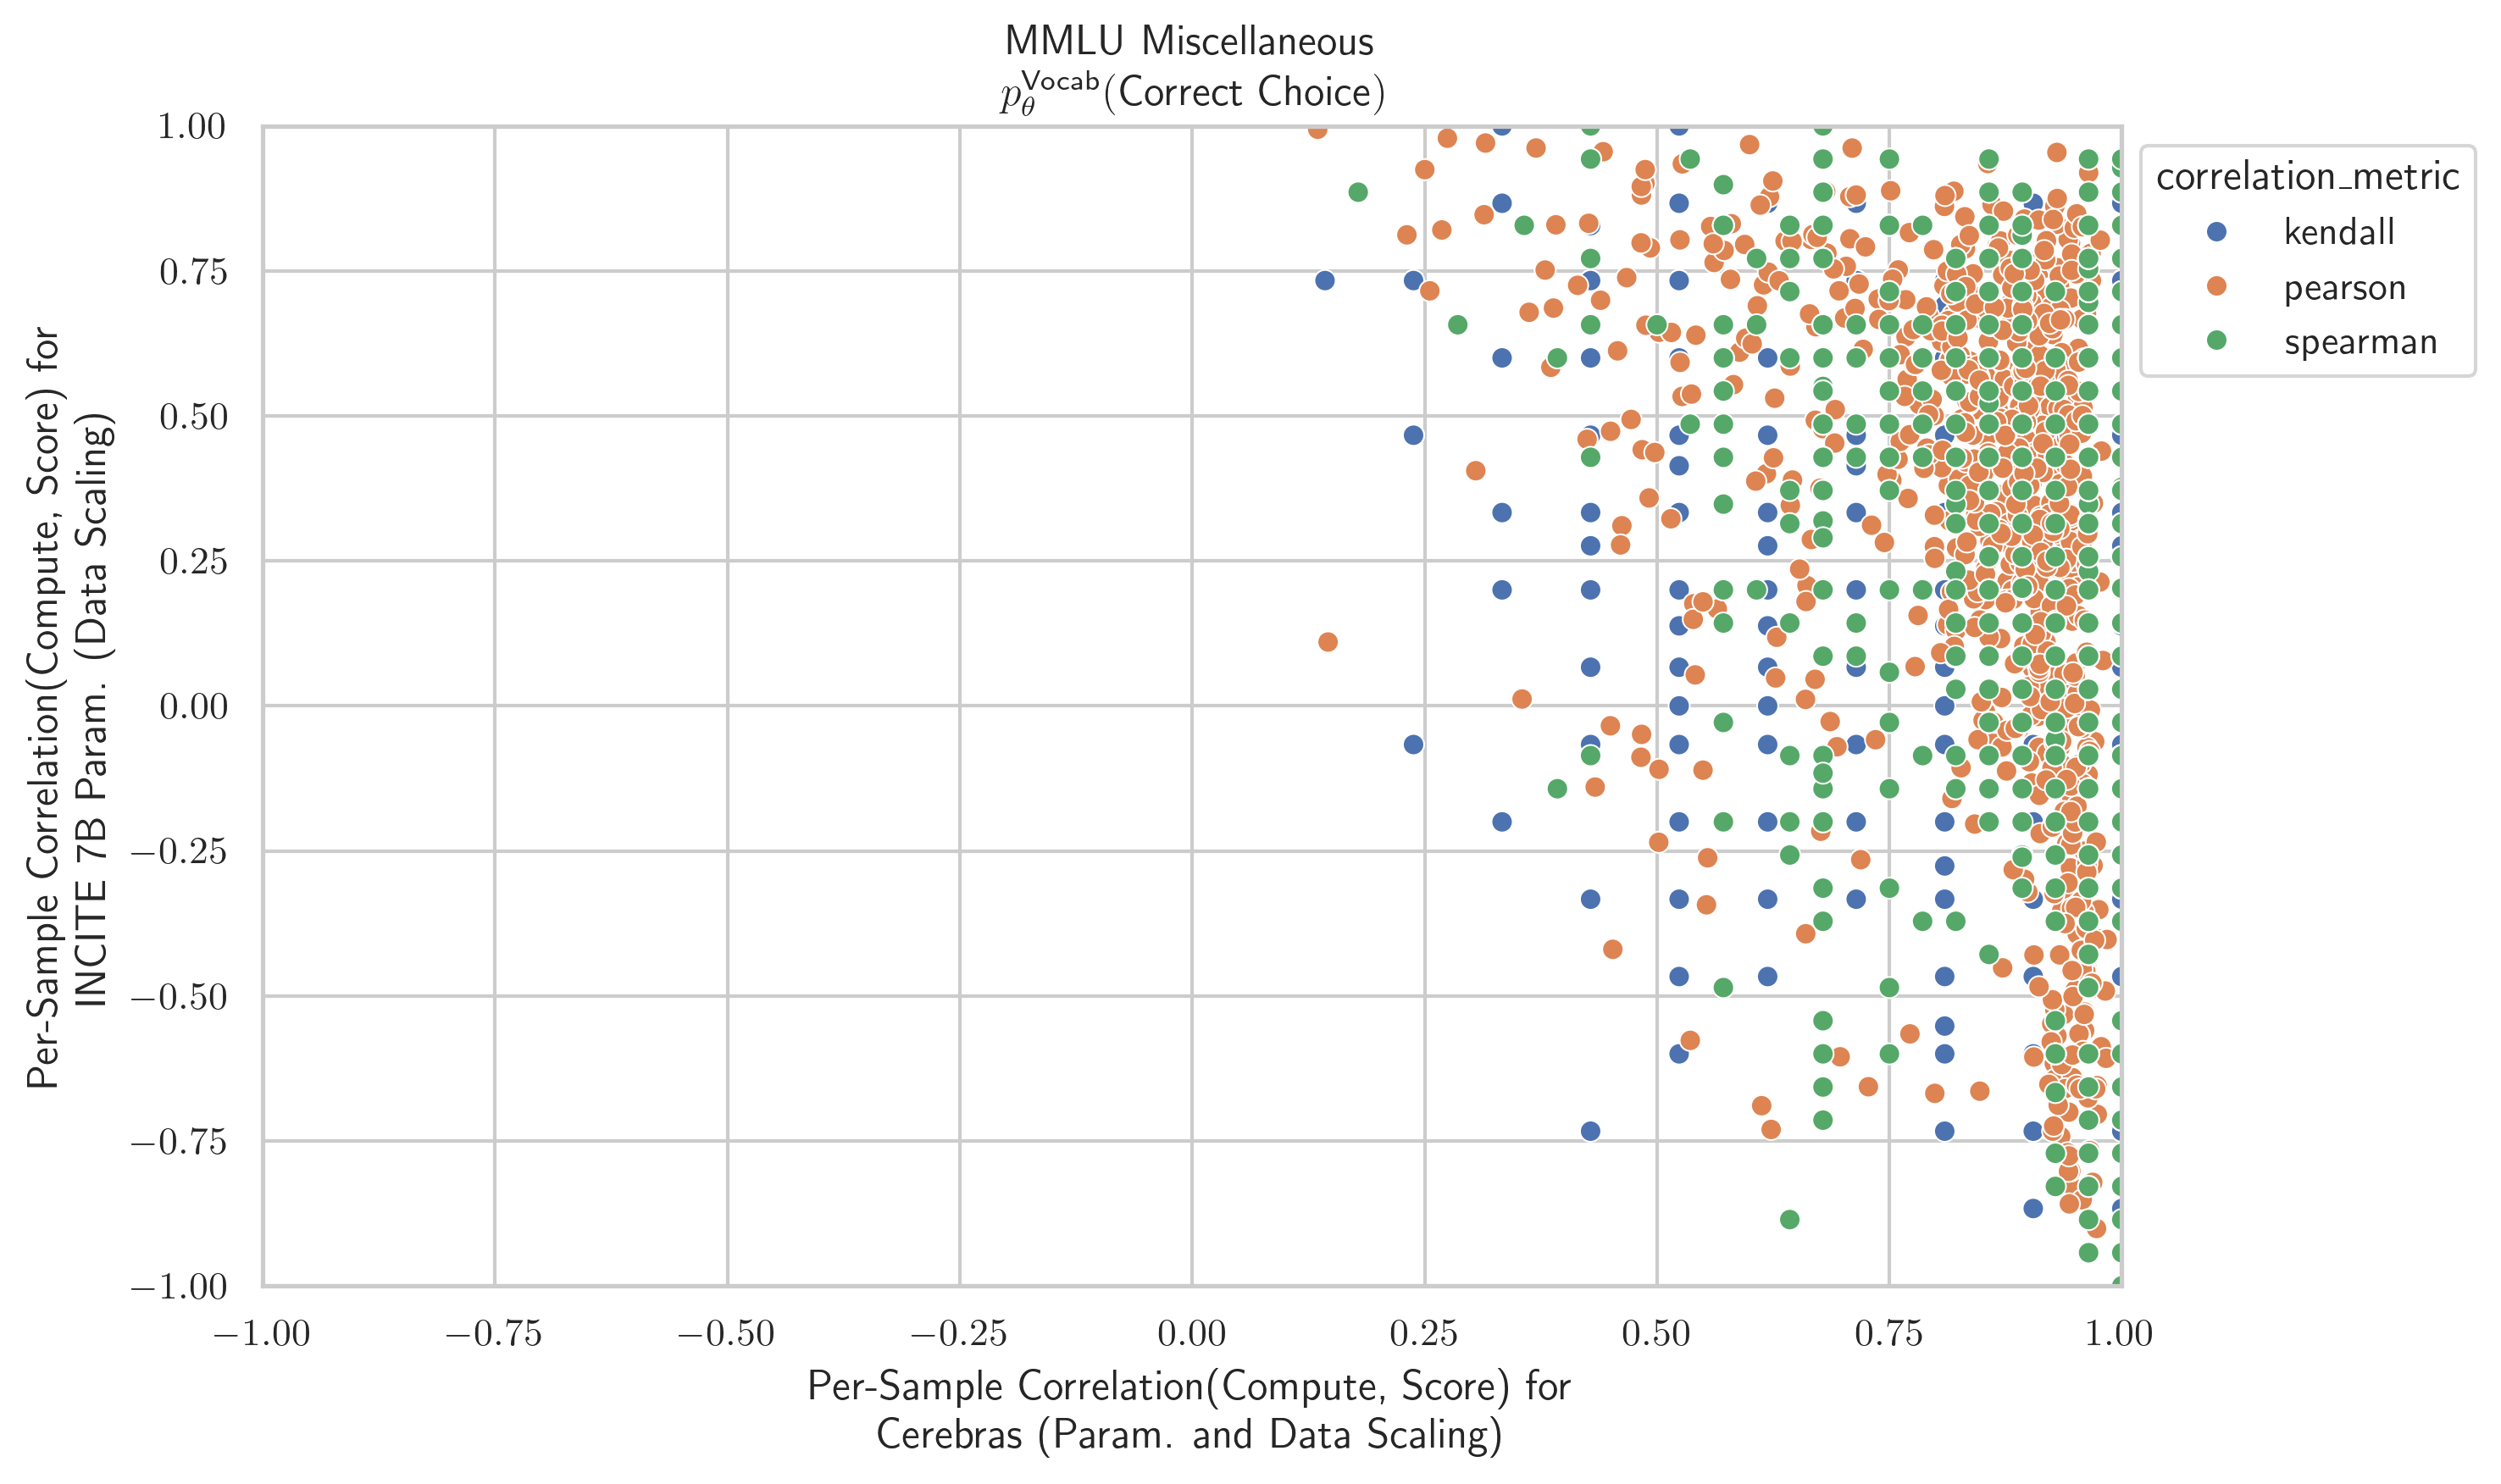 MMLU Miscellaneous
p_θ^Vocab(Correct Choice)
1.00
0.75
0.50
0.25
0.00
−0.25
−0.50
−0.75
−1.00
Per-Sample Correlation(Compute, Score) for
INCITE 7B Param. (Data Scaling)
−1.00 −0.75 −0.50 −0.25 0.00 0.25 0.50 0.75 1.00
Per-Sample Correlation(Compute, Score) for
Cerebras (Param. and Data Scaling)
correlation_metric
kendall
pearson
spearman